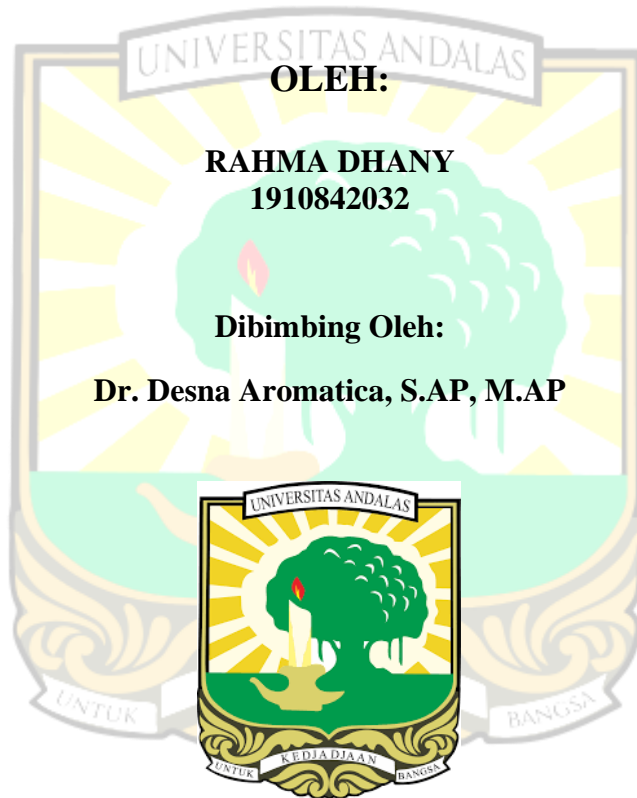 UNIVERSITAS ANDALAS
OLEH:
RAHMA DHANY
1910842032
Dibimbing Oleh:
Dr. Desna Aromatica, S.AP, M.AP
UNIVERSITAS ANDALAS
UNTUK
BANGSA
UNTUK KEDJADJAAN BANGSA